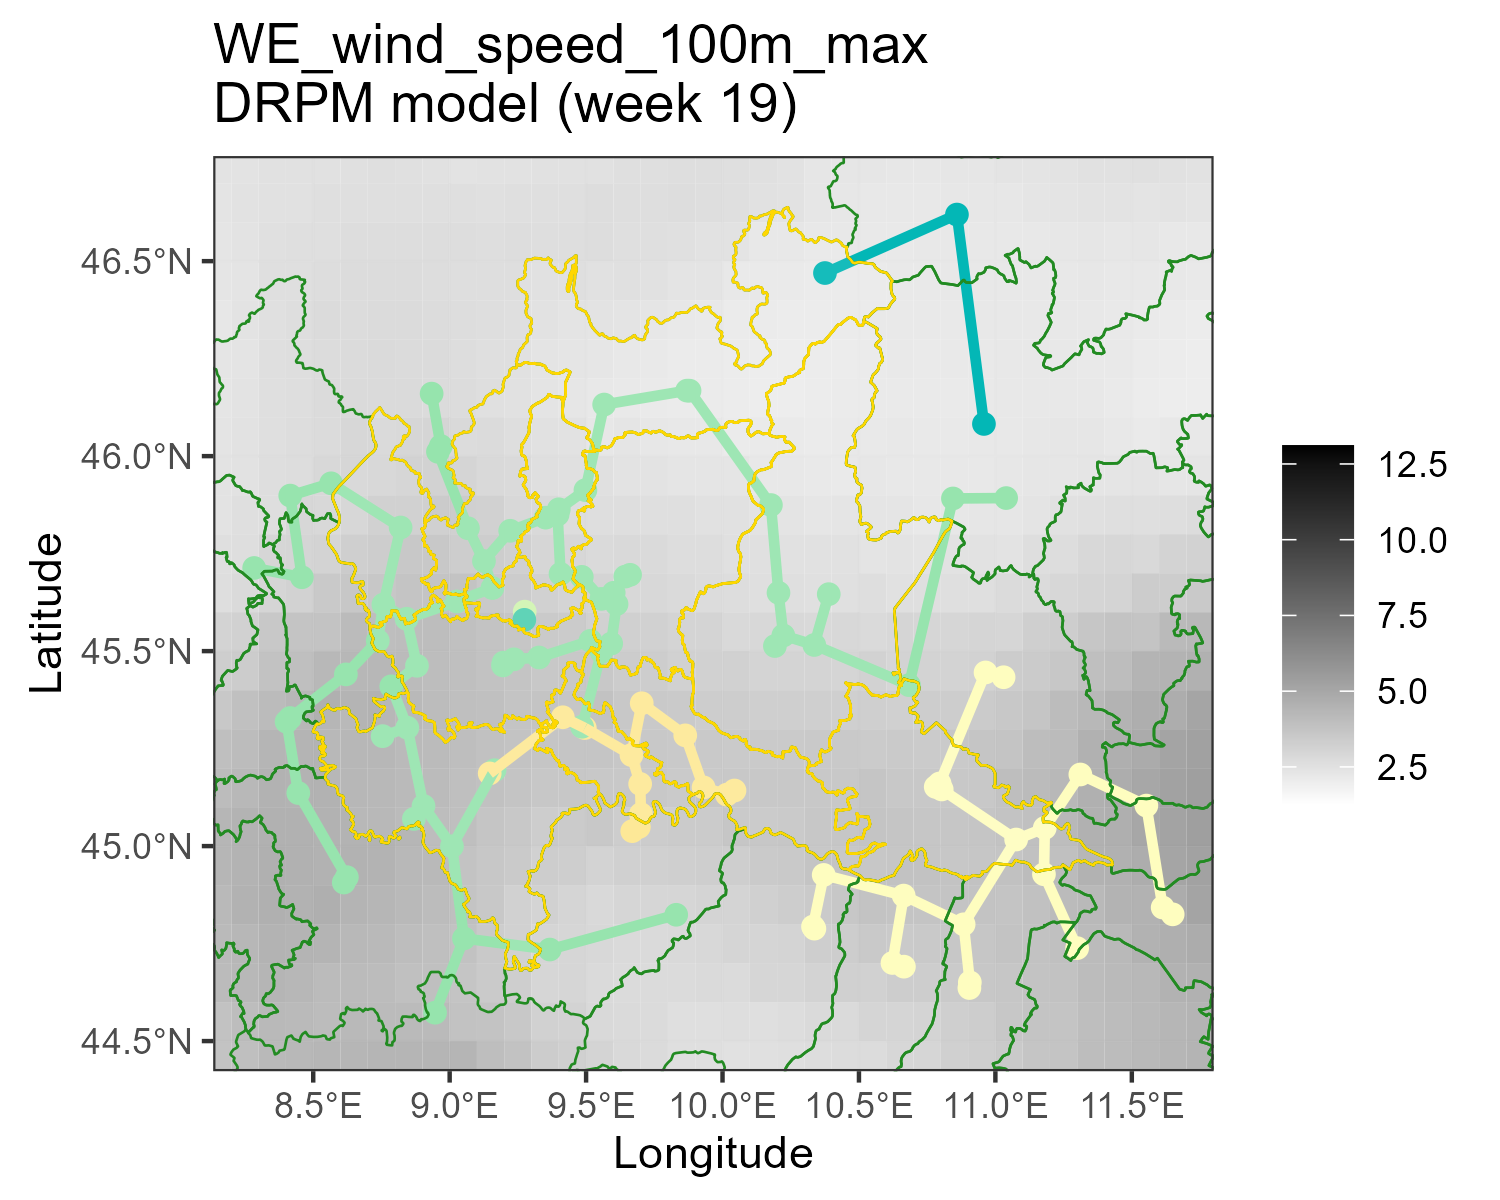 WE_wind_speed_100m_max
DRPM model (week 19)
46.5°N
46.0°N
45.5°N
45.0°N
44.5°N
Latitude
8.5°E
9.0°E
9.5°E
10.0°E
10.5°E
11.0°E
11.5°E
Longitude
12.5
10.0
7.5
5.0
2.5